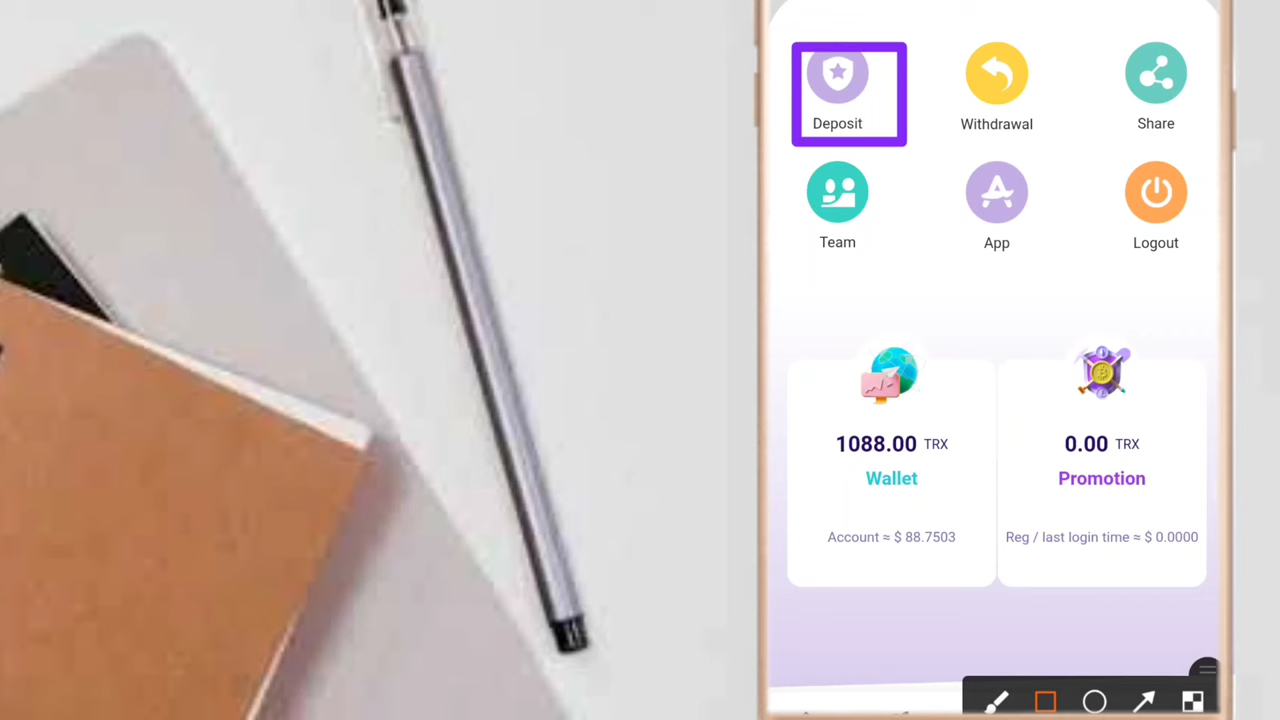 Deposit
Withdrawal
Share
Team
App
Logout
1088.00 TRX
0.00 TRX
Wallet
Promotion
Account ≈ $ 88.7503
Reg / last login time ≈ $ 0.0000